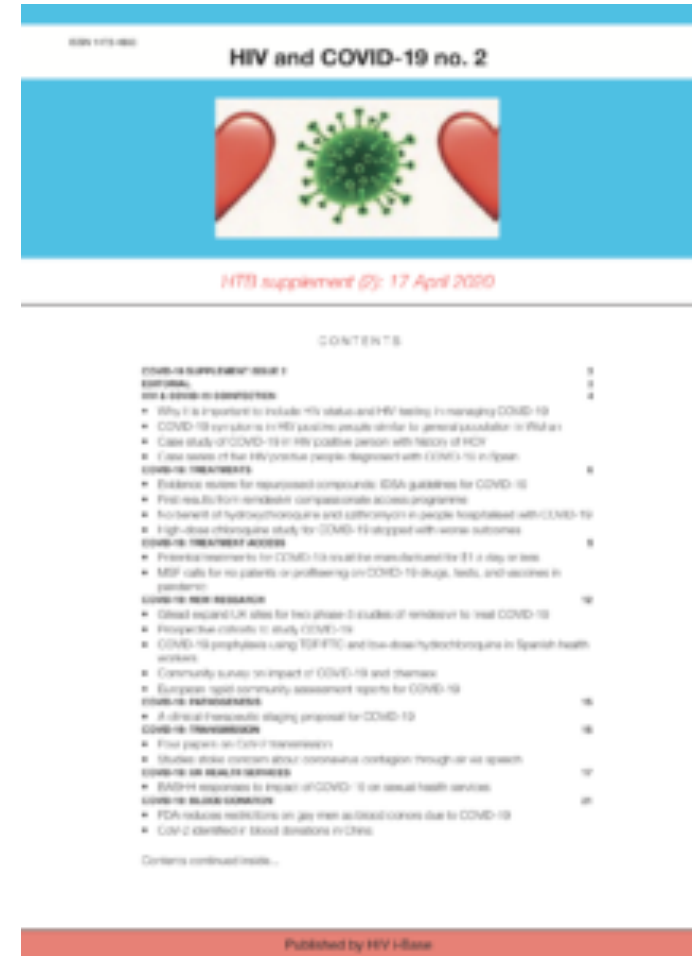 HIV and COVID-19 no. 2
HTB supplement (2): 17 April 2020
CONTENTS
COVID-19 SUPPLEMENT ISSUE 2
EDITORIAL
HIV & COVID-19 COINFECTION
• Why it is important to include HIV status and HIV testing in managing COVID-19
• COVID-19 symptoms in HIV positive people similar to general population in Wuhan
• Case study of COVID-19 in HIV positive person with history of HCV
• Case series of five HIV positive people diagnosed with COVID-19 in Spain
COVID-19: TREATMENTS
• Evidence review for repurposed compounds: IDSA guidelines for COVID-19
• First results from remdesivir compassionate access programme
• No benefit of hydroxychloroquine and azithromycin in people hospitalised with COVID-19
• High-dose chloroquine study for COVID-19 stopped with worse outcomes
COVID-19: TREATMENT ACCESS
• Potential treatments for COVID-19 could be manufactured for $1 a day or less
• MSF calls for no patents or profiteering on COVID-19 drugs, tests, and vaccines in
pandemic
COVID-19: NEW RESEARCH
• Gilead expand UK sites for two phase 3 studies of remdesivir to treat COVID-19
• Prospective cohorts to study COVID-19
• COVID-19 prophylaxis using TDF/FTC and low-dose hydrochloroquine in Spanish health
workers
• Community survey on impact of COVID-19 and chemsex
• European rapid community assessment reports for COVID-19
COVID-19: PATHOGENESIS
• A clinical therapeutic staging proposal for COVID-19
COVID-19: TRANSMISSION
• Four papers on CoV-2 transmission
• Studies stoke concern about coronavirus contagion through air via speech
COVID-19: UK HEALTH SERVICES 17
• BASHH responses to impact of COVID-19 on sexual health services
COVID-19: BLOOD DONATION
• FDA reduces restrictions on gay men as blood donors due to COVID-19
• CoV-2 identified in blood donations in China
Contents continued inside...
Published by HIV i-Base